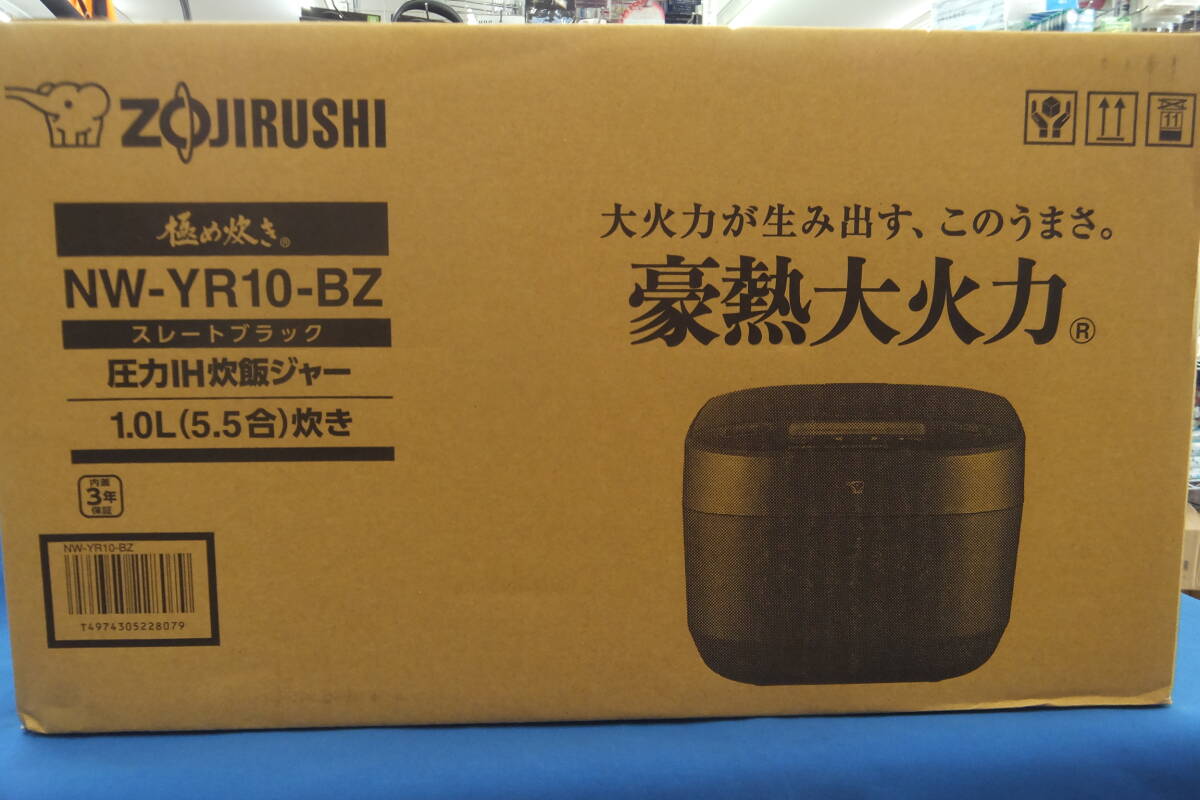 ZOJIRUSHI
極め炊き®
NW-YR10-BZ
スレートブラック
圧力IH炊飯ジャー
1.0L(5.5合)炊き
内釜
3年
保証
NW-YR10-BZ
T4974305228079
11
大火力が生み出す、このうまさ。
豪熱大火力®